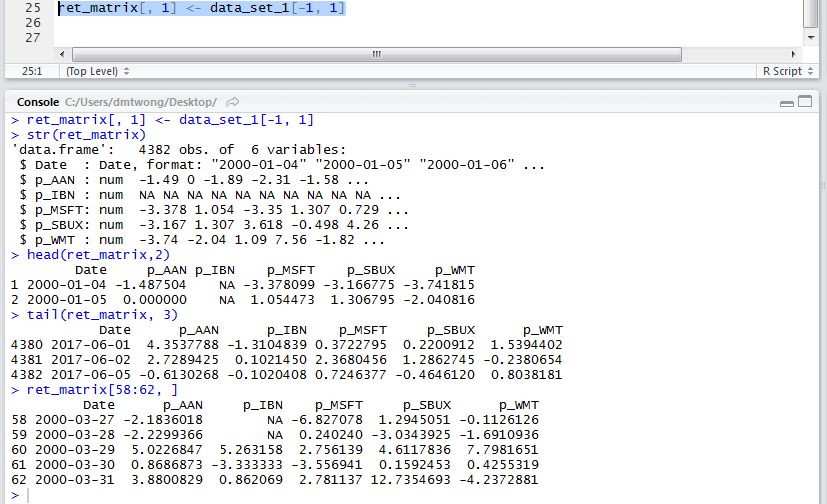 25 ret_matrix[, 1] <- data_set_1[-1, 1]
26
27
25:1 (Top Level) R Script
Console C:/Users/dmtwong/Desktop/
> ret_matrix[, 1] <- data_set_1[-1, 1]
> str(ret_matrix)
'data.frame':   4382 obs. of  6 variables:
 $ Date  : Date, format: "2000-01-04" "2000-01-05" "2000-01-06" ...
 $ p_AAN : num  -1.49 0 -1.89 -2.31 -1.58 ...
 $ p_IBN : num  NA NA NA NA NA NA NA NA NA NA ...
 $ p_MSFT: num  -3.378 1.054 -3.35 1.307 0.729 ...
 $ p_SBUX: num  -3.167 1.307 3.618 -0.498 4.26 ...
 $ p_WMT : num  -3.74 -2.04 1.09 7.56 -1.82 ...
> head(ret_matrix,2)
        Date     p_AAN p_IBN    p_MSFT    p_SBUX     p_WMT
1 2000-01-04 -1.487504    NA -3.378099 -3.166775 -3.741815
2 2000-01-05  0.000000    NA  1.054473  1.306795 -2.040816
> tail(ret_matrix, 3)
           Date      p_AAN      p_IBN    p_MSFT     p_SBUX      p_WMT
4380 2017-06-01  4.3537788 -1.3104839 0.3722795  0.2200912  1.5394402
4381 2017-06-02  2.7289425  0.1021450 2.3680456  1.2862745 -0.2380654
4382 2017-06-05 -0.6130268 -0.1020408 0.7246377 -0.4646120  0.8038181
> ret_matrix[58:62, ]
         Date      p_AAN     p_IBN    p_MSFT     p_SBUX      p_WMT
58 2000-03-27 -2.1836018        NA -6.827078  1.2945051 -0.1126126
59 2000-03-28 -2.2299366        NA  0.240240 -3.0343925 -1.6910936
60 2000-03-29  5.0226847  5.263158  2.756139  4.6117836  7.7981651
61 2000-03-30  0.8686873 -3.333333 -3.556941  0.1592453  0.4255319
62 2000-03-31  3.8800829  0.862069  2.781137 12.7354693 -4.2372881
>